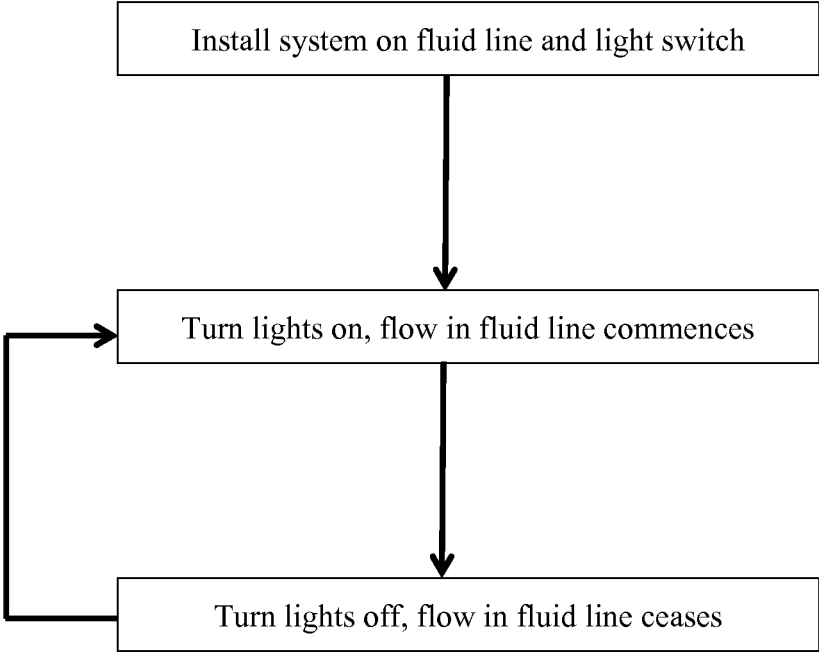 Install system on fluid line and light switch
Turn lights on, flow in fluid line commences
Turn lights off, flow in fluid line ceases